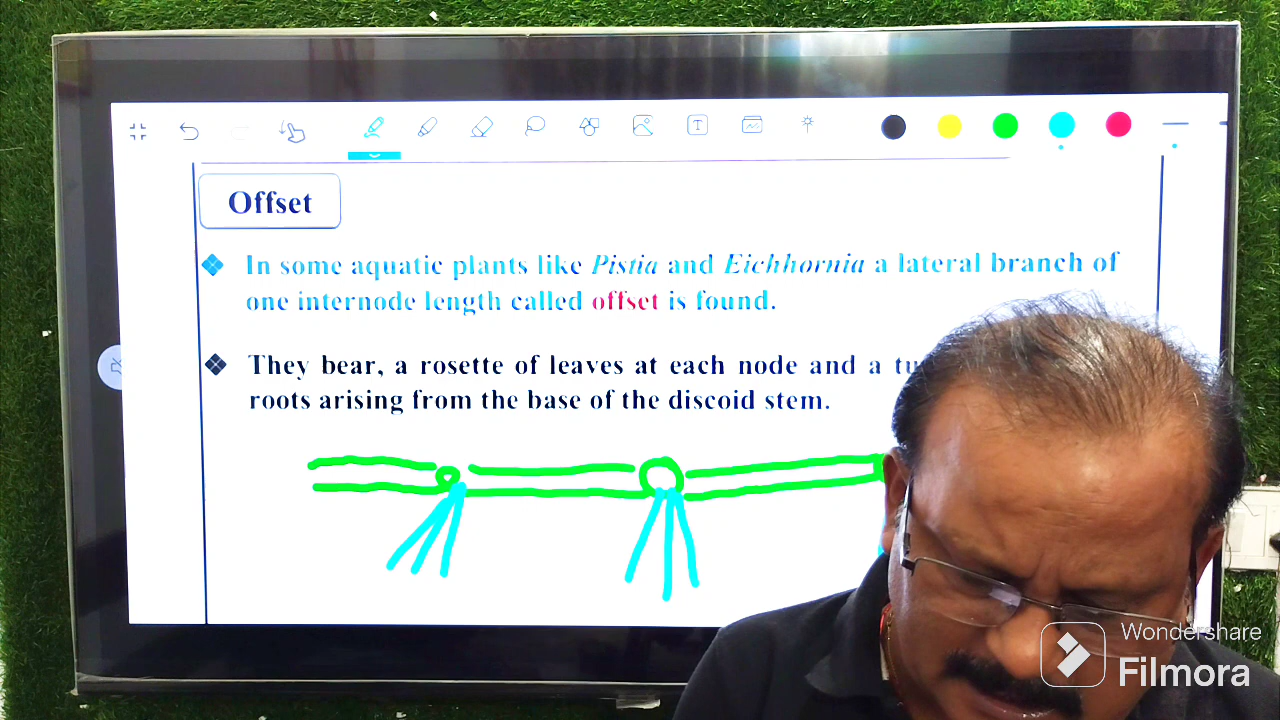 Offset
In some aquatic plants like Pistia and Eichhornia a lateral branch of
one internode length called offset is found.
They bear, a rosette of leaves at each node and a
roots arising from the base of the discoid stem.
Wondershare
Filmora